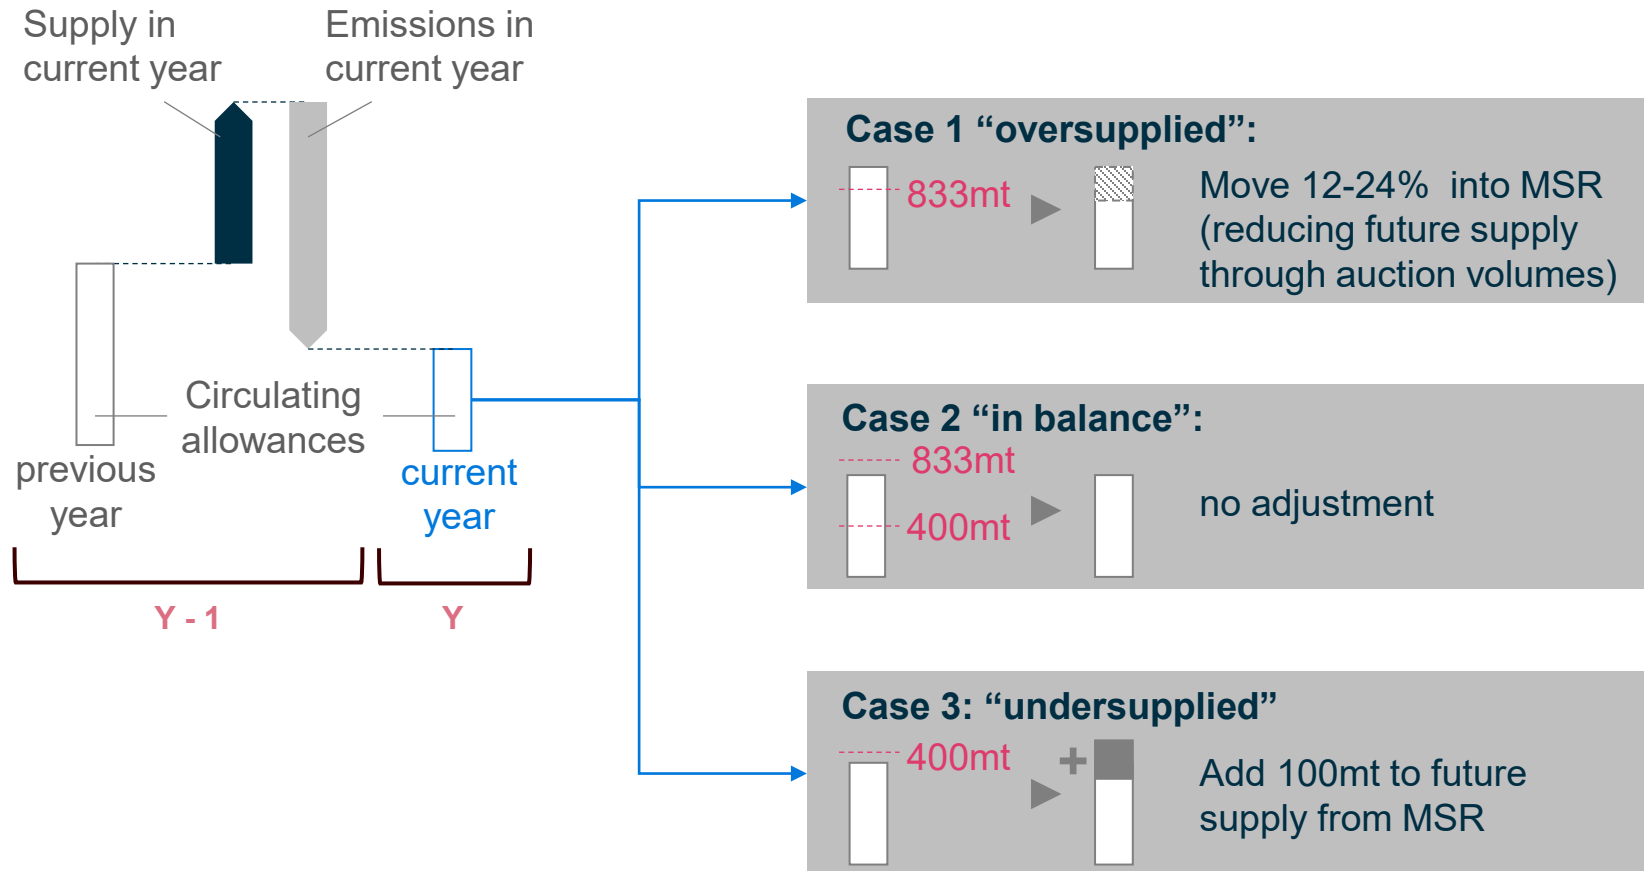 Supply in
current year
Emissions in
current year
Circulating
allowances
previous
year
current
year
Y - 1
Y
Case 1 “oversupplied”:
833mt
Move 12-24%  into MSR
(reducing future supply
through auction volumes)
Case 2 “in balance”:
833mt
400mt
no adjustment
Case 3: “undersupplied”
400mt
+
Add 100mt to future
supply from MSR